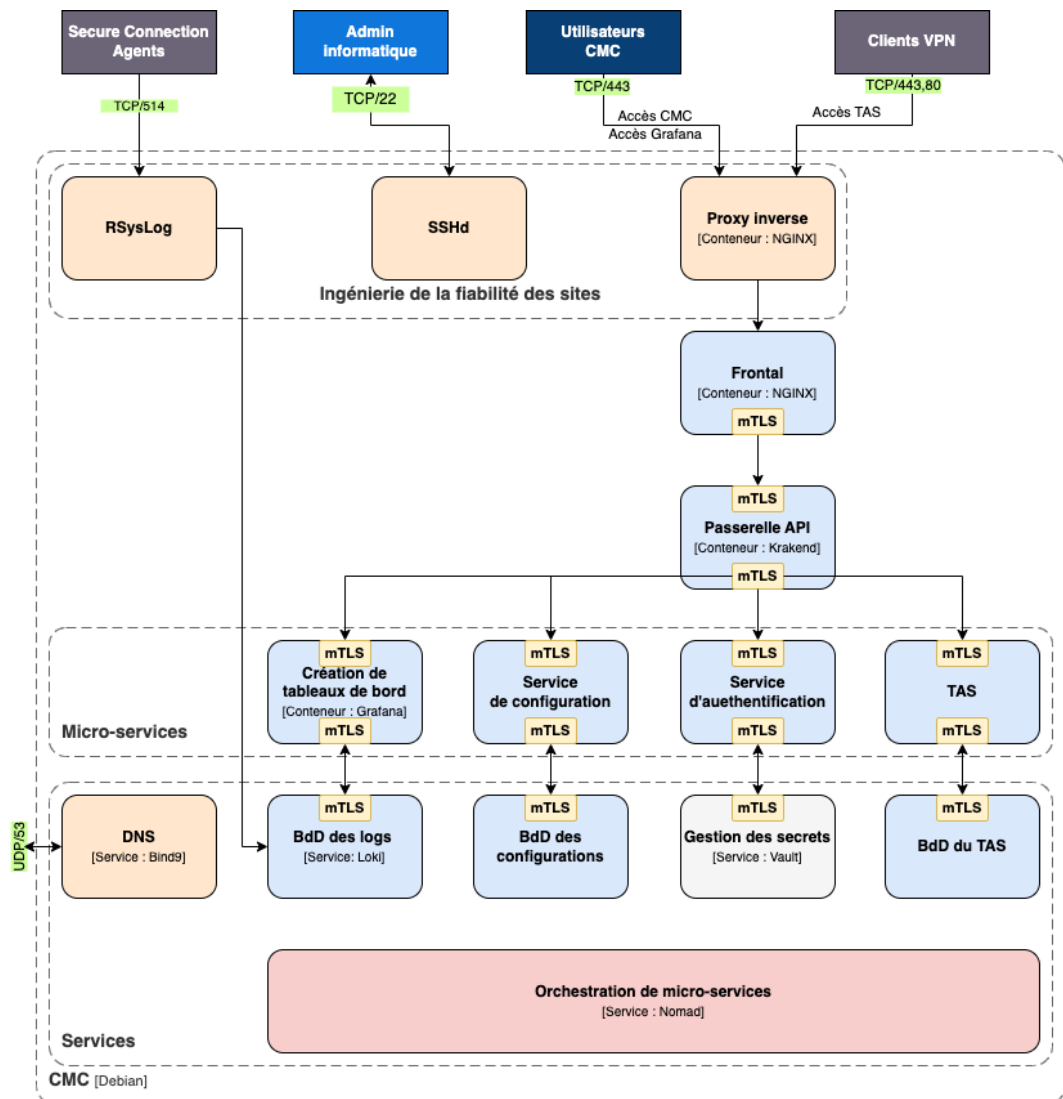 Secure Connection
Agents
Admin
informatique
Utilisateurs
CMC
Clients VPN
TCP/514
TCP/22
TCP/443
TCP/443,80
Accès CMC
Accès Grafana
Accès TAS
RSysLog
SSHd
Proxy inverse
[Conteneur : NGINX]
Ingénierie de la fiabilité des sites
Frontal
[Conteneur : NGINX]
mTLS
mTLS
Passerelle API
[Conteneur : Krakend]
mTLS
mTLS
Création de
tableaux de bord
[Conteneur : Grafana]
mTLS
mTLS
Service
de configuration
mTLS
mTLS
Service
d'auethentification
mTLS
mTLS
TAS
mTLS
Micro-services
UDP/53
DNS
[Service : Bind9]
mTLS
BdD des logs
[Service: Loki]
mTLS
BdD des
configurations
mTLS
Gestion des secrets
[Service : Vault]
mTLS
BdD du TAS
Orchestration de micro-services
[Service : Nomad]
Services
CMC [Debian]